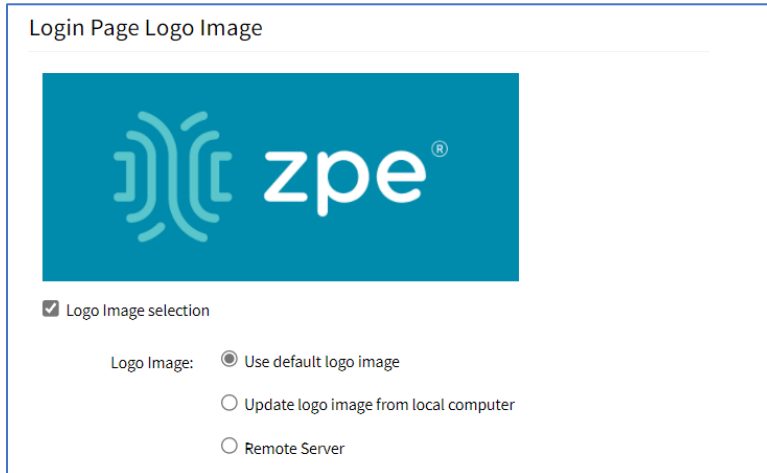 Login Page Logo Image
zpe®
Logo Image selection
Logo Image: Use default logo image
Update logo image from local computer
Remote Server